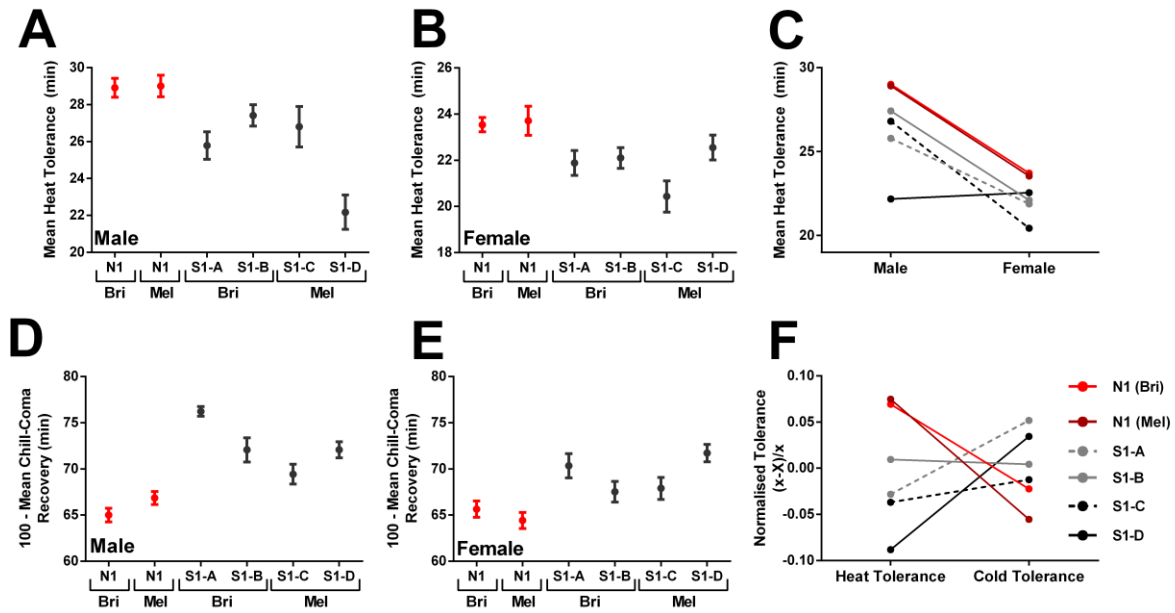 A
Mean Heat Tolerance (min)
30
28
26
24
22
20
Male
N1
N1
S1-A
S1-B
S1-C
S1-D
Bri
Mel
Bri
Mel
B
Mean Heat Tolerance (min)
26
24
22
20
18
Female
N1
N1
S1-A
S1-B
S1-C
S1-D
Bri
Mel
Bri
Mel
C
Mean Heat Tolerance (min)
30
25
20
Male
Female
D
100 - Mean Chill-Coma
Recovery (min)
80
75
70
65
60
Male
N1
N1
S1-A
S1-B
S1-C
S1-D
Bri
Mel
Bri
Mel
E
100 - Mean Chill-Coma
Recovery (min)
80
75
70
65
60
Female
N1
N1
S1-A
S1-B
S1-C
S1-D
Bri
Mel
Bri
Mel
F
Normalised Tolerance
(x-X)/x
0.10
0.05
0.00
-0.05
-0.10
Heat Tolerance
Cold Tolerance
N1 (Bri)
N1 (Mel)
S1-A
S1-B
S1-C
S1-D